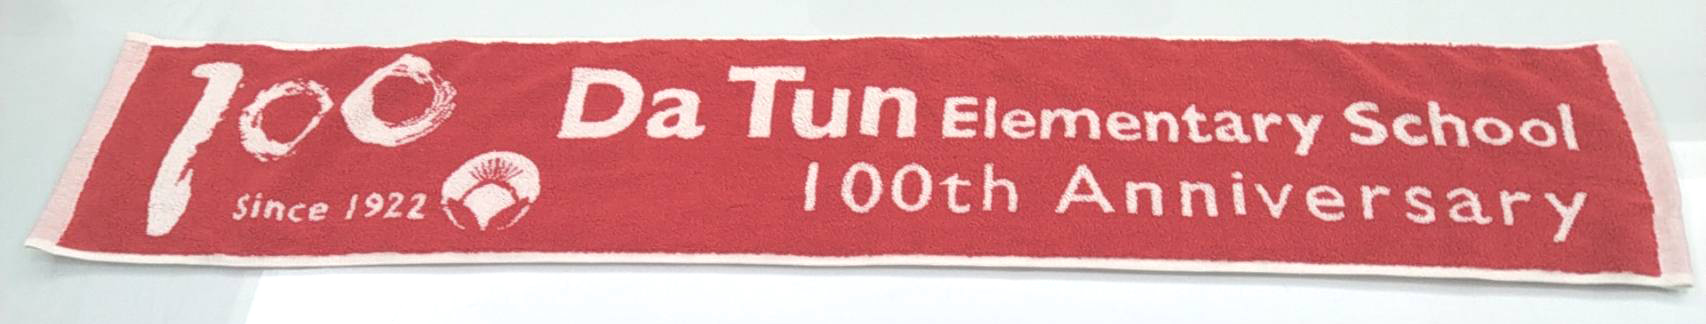 100
Since 1922
Da Tun Elementary School
100th Anniversary